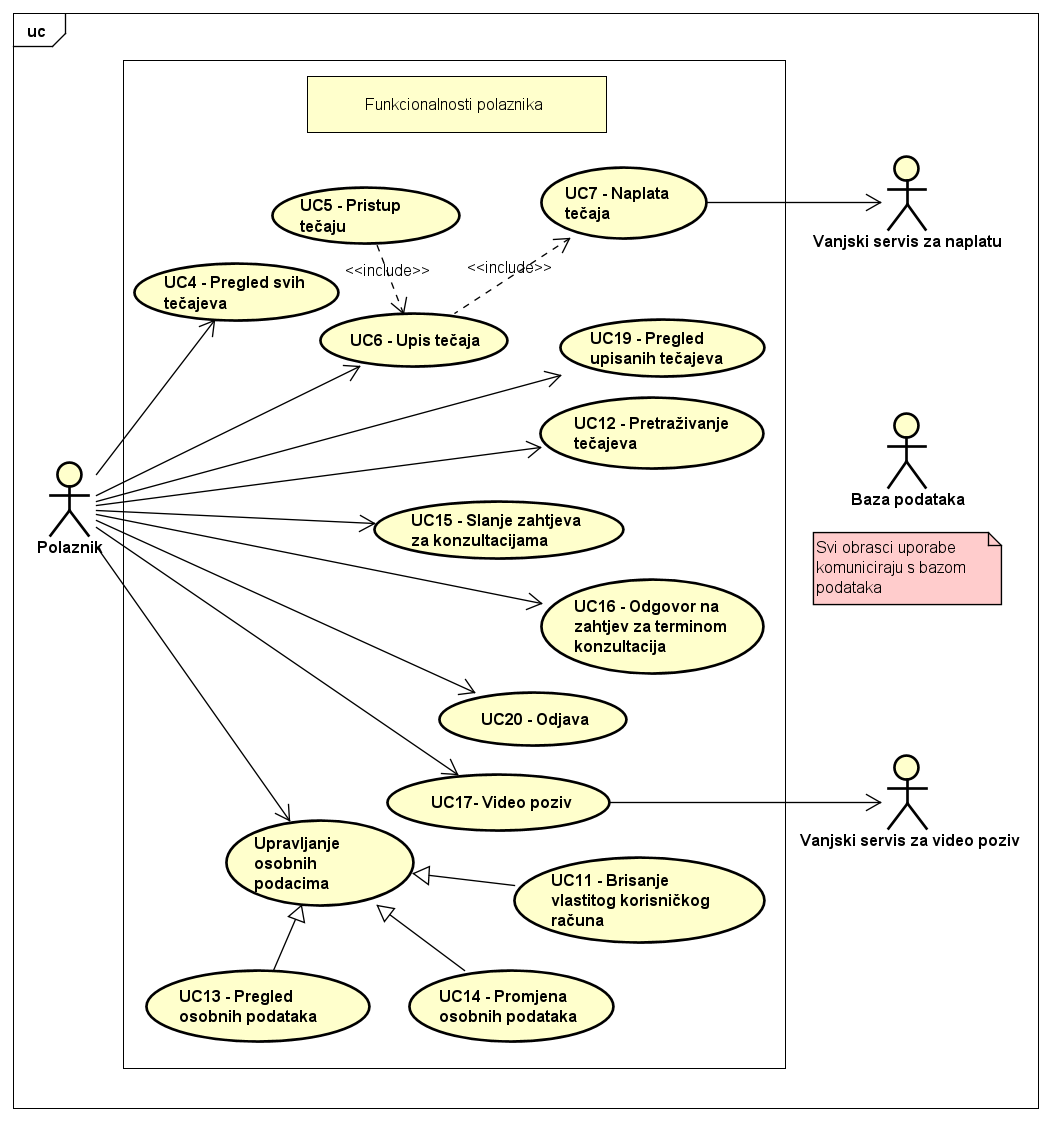 uc
Funkcionalnosti polaznika
UC5 - Pristup
tečaju
UC7 - Naplata
tečaja
Vanjski servis za naplatu
<<include>>
<<include>>
UC4 - Pregled svih
tečajeva
UC6 - Upis tečaja
UC19 - Pregled
upisanih tečajeva
UC12 - Pretraživanje
tečajeva
Polaznik
Baza podataka
UC15 - Slanje zahtjeva
za konzultacijama
Svi obrasci uporabe
komuniciraju s bazom
podataka
UC16 - Odgovor na
zahtjev za terminom
konzultacija
UC20 - Odjava
UC17- Video poziv
Vanjski servis za video poziv
Upravljanje
osobnih
podacima
UC11 - Brisanje
vlastitog korisničkog
računa
UC13 - Pregled
osobnih podataka
UC14 - Promjena
osobnih podataka